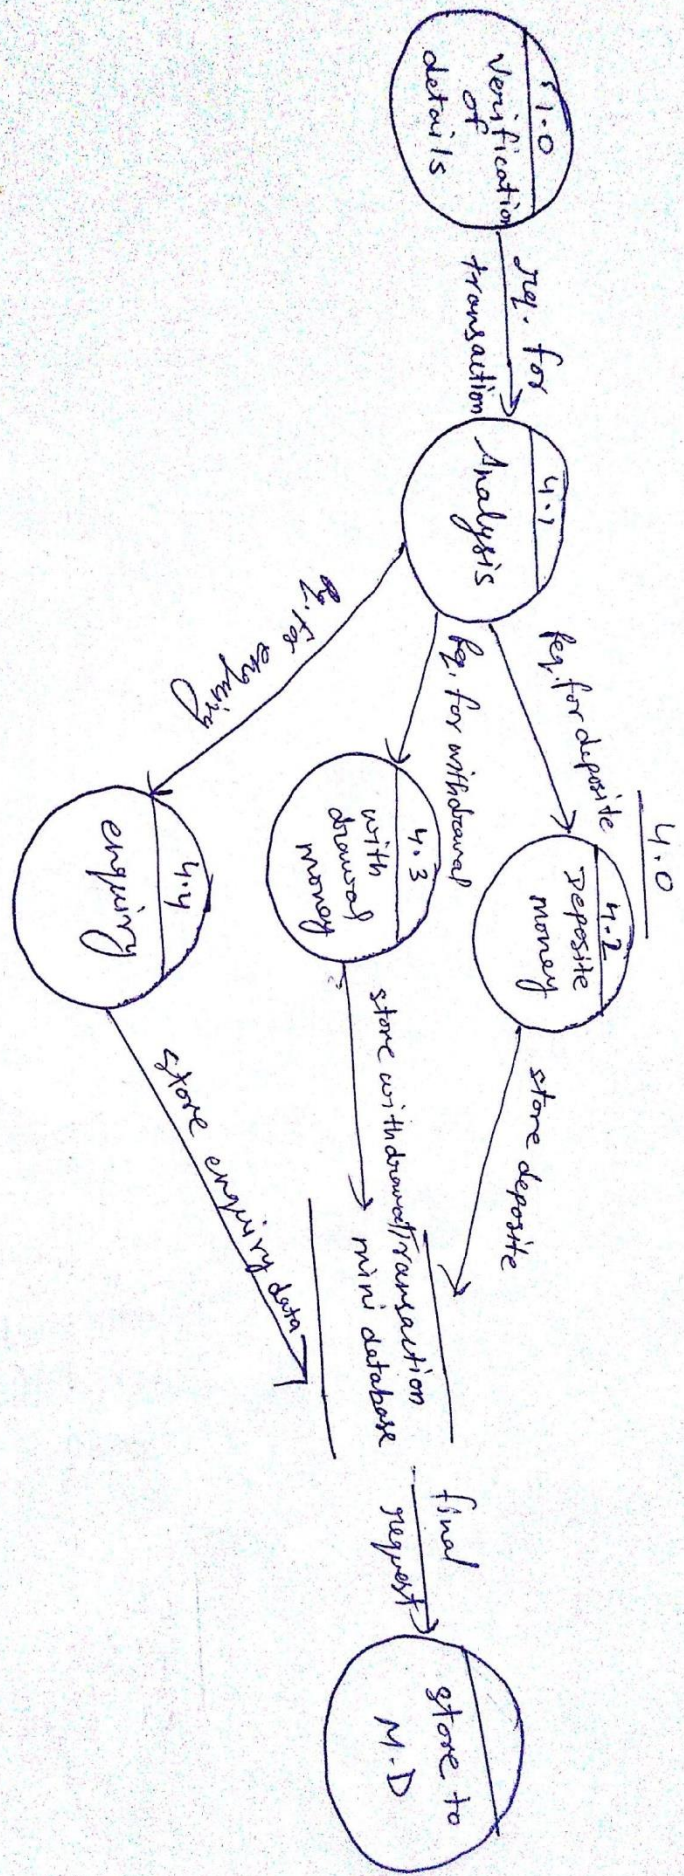 4.0
1.0
Verification
of
details
req. for
transaction
4.1
Analysis
Req. for deposite
4.2
Deposite
money
store deposite
Req. for withdrawal
4.3
with
drawal
money
store withdrawal
for enquiry
4.4
enquiry
store enquiry data
Transaction
mini database
final
request
store to
M.D